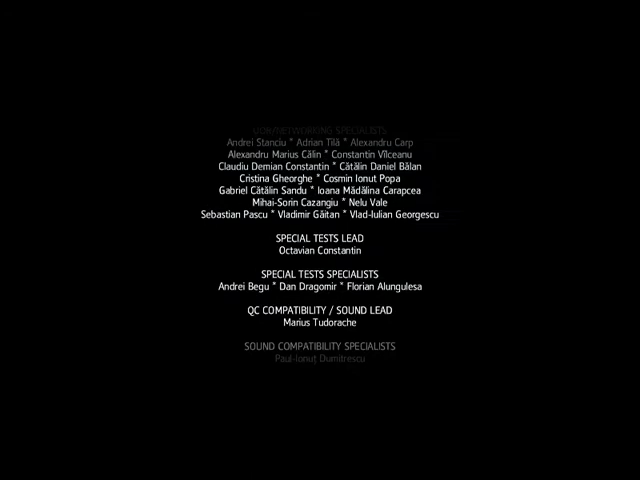 UDR/NETWORKING SPECIALISTS
Andrei Stanciu * Adrian Tilă * Alexandru Carp
Alexandru Marius Călin * Constantin Vîlceanu
Claudiu Demian Constantin * Cătălin Daniel Bălan
Cristina Gheorghe * Cosmin Ionut Popa
Gabriel Cătălin Sandu * Ioana Mădălina Carapcea
Mihai-Sorin Cazangiu * Nelu Vale
Sebastian Pascu * Vladimir Găitan * Vlad-Iulian Georgescu
SPECIAL TESTS LEAD
Octavian Constantin
SPECIAL TESTS SPECIALISTS
Andrei Begu * Dan Dragomir * Florian Alungulesa
QC COMPATIBILITY / SOUND LEAD
Marius Tudorache
SOUND COMPATIBILITY SPECIALISTS
Paul-Ionuț Dumitrescu